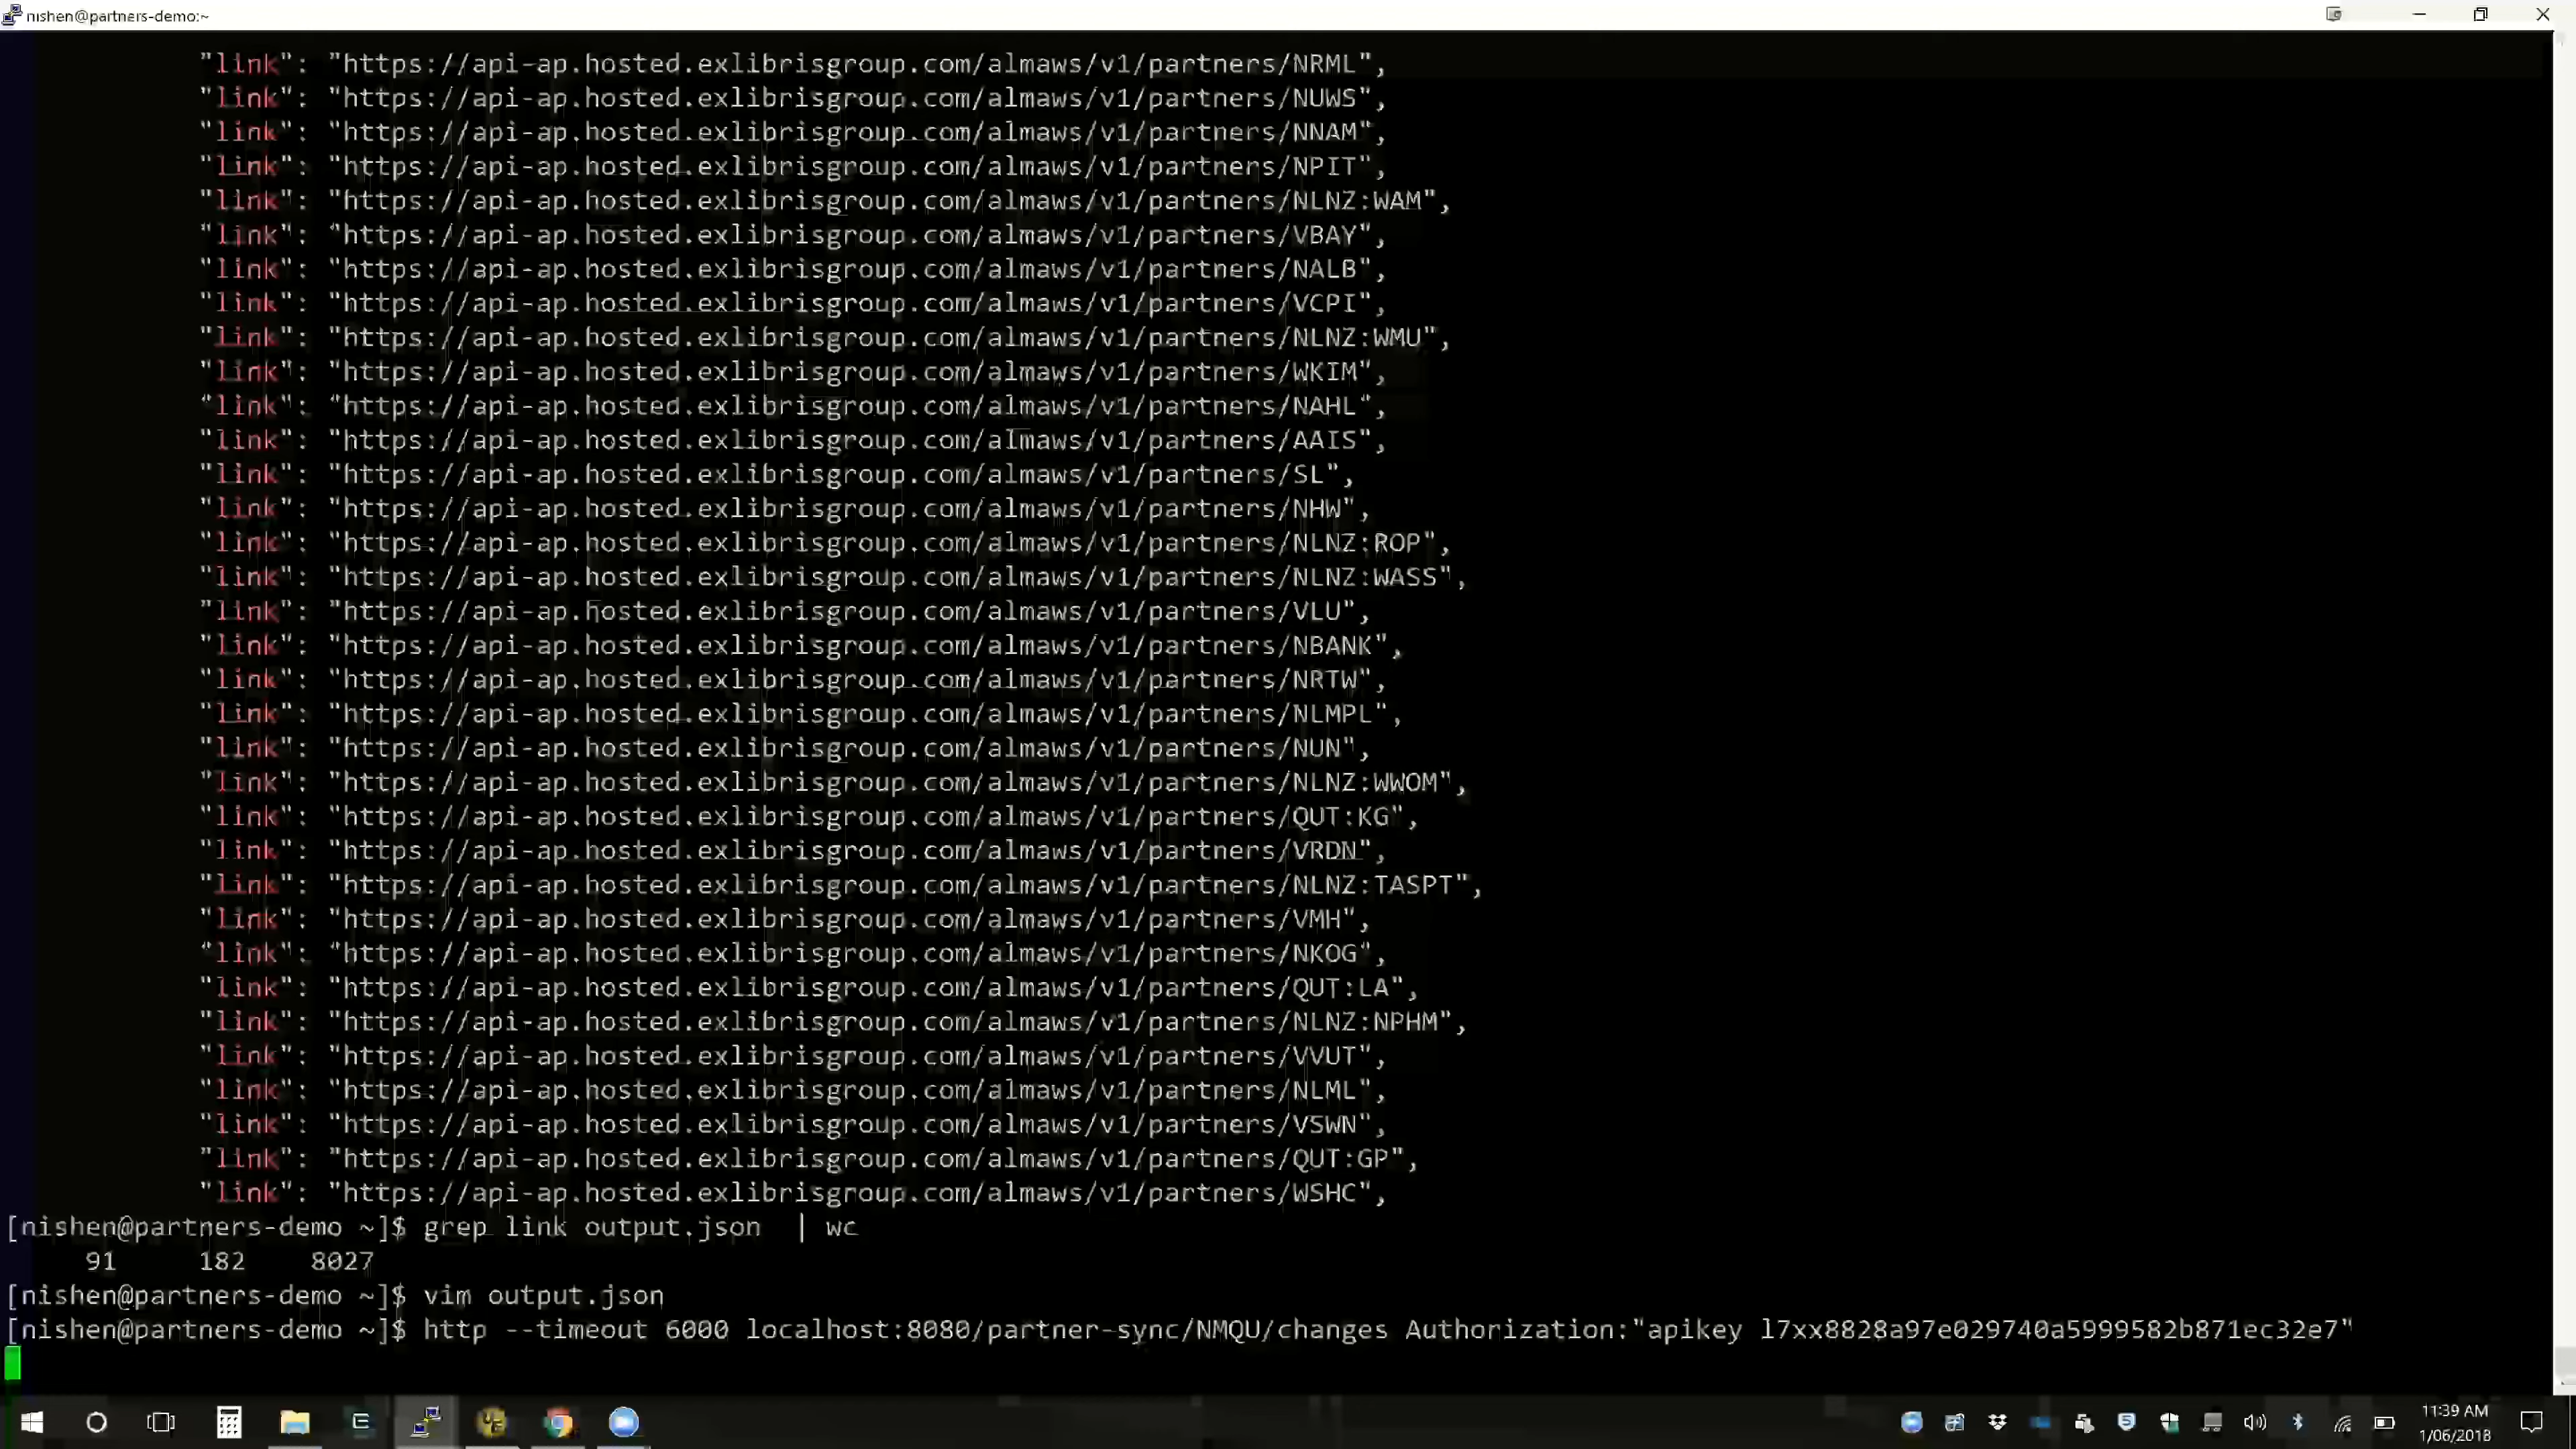 nishen@partners-demo:~
"link": "https://api-ap.hosted.exlibrisgroup.com/almaws/v1/partners/NRML",
"link": "https://api-ap.hosted.exlibrisgroup.com/almaws/v1/partners/NUWS",
"link": "https://api-ap.hosted.exlibrisgroup.com/almaws/v1/partners/NNAM",
"link": "https://api-ap.hosted.exlibrisgroup.com/almaws/v1/partners/NPIT",
"link": "https://api-ap.hosted.exlibrisgroup.com/almaws/v1/partners/NLNZ:WAM",
"link": "https://api-ap.hosted.exlibrisgroup.com/almaws/v1/partners/VBAY",
"link": "https://api-ap.hosted.exlibrisgroup.com/almaws/v1/partners/NALB",
"link": "https://api-ap.hosted.exlibrisgroup.com/almaws/v1/partners/VCPI",
"link": "https://api-ap.hosted.exlibrisgroup.com/almaws/v1/partners/NLNZ:WMU",
"link": "https://api-ap.hosted.exlibrisgroup.com/almaws/v1/partners/WKIM",
"link": "https://api-ap.hosted.exlibrisgroup.com/almaws/v1/partners/NAHL",
"link": "https://api-ap.hosted.exlibrisgroup.com/almaws/v1/partners/AAIS",
"link": "https://api-ap.hosted.exlibrisgroup.com/almaws/v1/partners/SL",
"link": "https://api-ap.hosted.exlibrisgroup.com/almaws/v1/partners/NHW",
"link": "https://api-ap.hosted.exlibrisgroup.com/almaws/v1/partners/NLNZ:ROP",
"link": "https://api-ap.hosted.exlibrisgroup.com/almaws/v1/partners/NLNZ:WASS",
"link": "https://api-ap.hosted.exlibrisgroup.com/almaws/v1/partners/VLU",
"link": "https://api-ap.hosted.exlibrisgroup.com/almaws/v1/partners/NBANK",
"link": "https://api-ap.hosted.exlibrisgroup.com/almaws/v1/partners/NRTW",
"link": "https://api-ap.hosted.exlibrisgroup.com/almaws/v1/partners/NLMPL",
"link": "https://api-ap.hosted.exlibrisgroup.com/almaws/v1/partners/NUN",
"link": "https://api-ap.hosted.exlibrisgroup.com/almaws/v1/partners/NLNZ:WWOM",
"link": "https://api-ap.hosted.exlibrisgroup.com/almaws/v1/partners/QUT:KG",
"link": "https://api-ap.hosted.exlibrisgroup.com/almaws/v1/partners/VRDN",
"link": "https://api-ap.hosted.exlibrisgroup.com/almaws/v1/partners/NLNZ:TASPT",
"link": "https://api-ap.hosted.exlibrisgroup.com/almaws/v1/partners/VMH",
"link": "https://api-ap.hosted.exlibrisgroup.com/almaws/v1/partners/NKOG",
"link": "https://api-ap.hosted.exlibrisgroup.com/almaws/v1/partners/QUT:LA",
"link": "https://api-ap.hosted.exlibrisgroup.com/almaws/v1/partners/NLNZ:NPHM",
"link": "https://api-ap.hosted.exlibrisgroup.com/almaws/v1/partners/VVUT",
"link": "https://api-ap.hosted.exlibrisgroup.com/almaws/v1/partners/NLML",
"link": "https://api-ap.hosted.exlibrisgroup.com/almaws/v1/partners/VSWN",
"link": "https://api-ap.hosted.exlibrisgroup.com/almaws/v1/partners/QUT:GP",
"link": "https://api-ap.hosted.exlibrisgroup.com/almaws/v1/partners/WSHC",
[nishen@partners-demo ~]$ grep link output.json | wc
91 182 8027
[nishen@partners-demo ~]$ vim output.json
[nishen@partners-demo ~]$ http --timeout 6000 localhost:8080/partner-sync/NMQU/changes Authorization:"apikey l7xx8828a97e029740a5999582b871ec32e7"
11:39 AM
1/06/2018